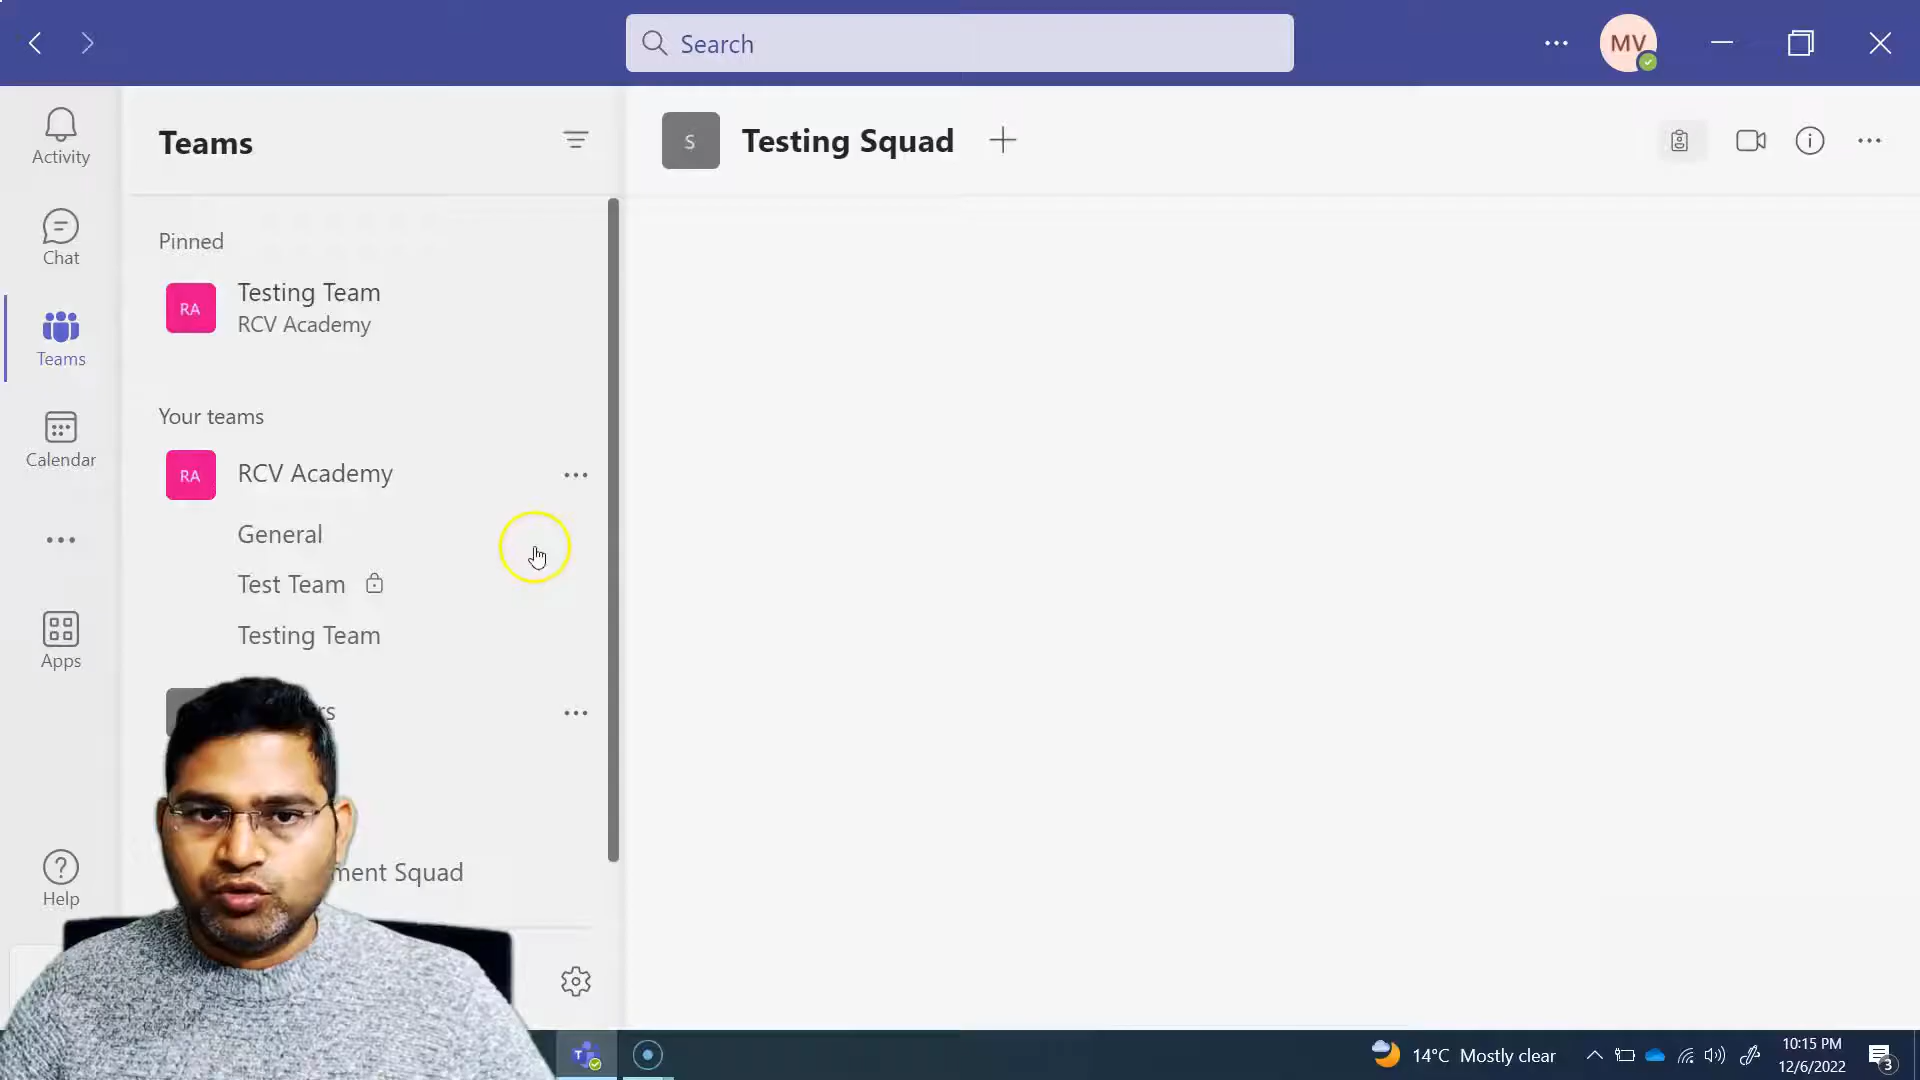 Search
MV
Activity
Chat
Teams
Calendar
Apps
Help
Teams
Pinned
RA
Testing Team
RCV Academy
Your teams
RA
RCV Academy
General
Test Team
Testing Team
rs
ment Squad
S
Testing Squad
T
14°C Mostly clear
10:15 PM
12/6/2022
3